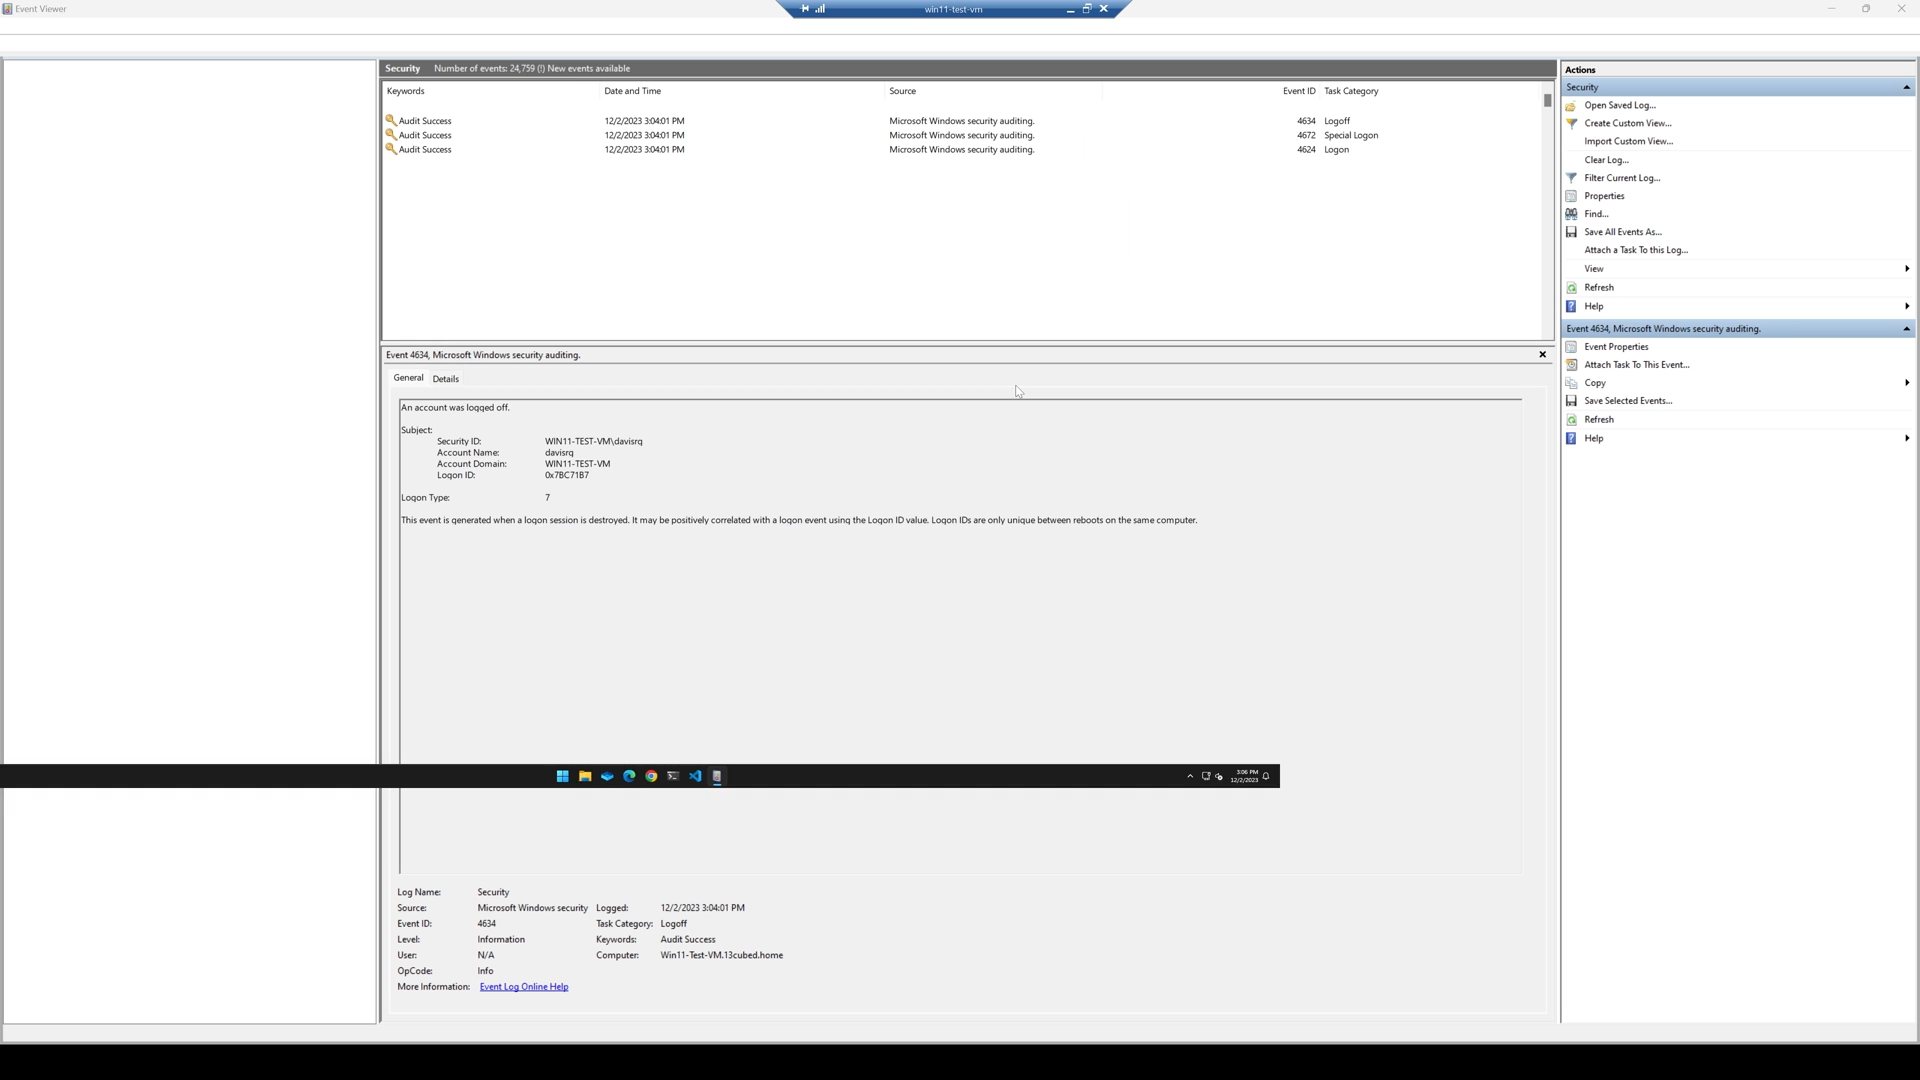 Event Viewer
win11-test-vm
Security Number of events: 24,759 (!) New events available
Keywords Date and Time Source Event ID Task Category
Audit Success 12/2/2023 3:04:01 PM Microsoft Windows security auditing. 4634 Logoff
Audit Success 12/2/2023 3:04:01 PM Microsoft Windows security auditing. 4672 Special Logon
Audit Success 12/2/2023 3:04:01 PM Microsoft Windows security auditing. 4624 Logon
Event 4634, Microsoft Windows security auditing.
General Details
An account was logged off.
Subject:
Security ID: WIN11-TEST-VM\davisrq
Account Name: davisrq
Account Domain: WIN11-TEST-VM
Logon ID: 0x7BC71B7
Logon Type: 7
This event is generated when a logon session is destroyed. It may be positively correlated with a logon event using the Logon ID value. Logon IDs are only unique between reboots on the same computer.
3:06 PM
12/2/2023
Log Name: Security
Source: Microsoft Windows security Logged: 12/2/2023 3:04:01 PM
Event ID: 4634 Task Category: Logoff
Level: Information Keywords: Audit Success
User: N/A Computer: Win11-Test-VM.13cubed.home
OpCode: Info
More Information: Event Log Online Help
Actions
Security
Open Saved Log...
Create Custom View...
Import Custom View...
Clear Log...
Filter Current Log...
Properties
Find...
Save All Events As...
Attach a Task To this Log...
View
Refresh
Help
Event 4634, Microsoft Windows security auditing.
Event Properties
Attach Task To This Event...
Copy
Save Selected Events...
Refresh
Help